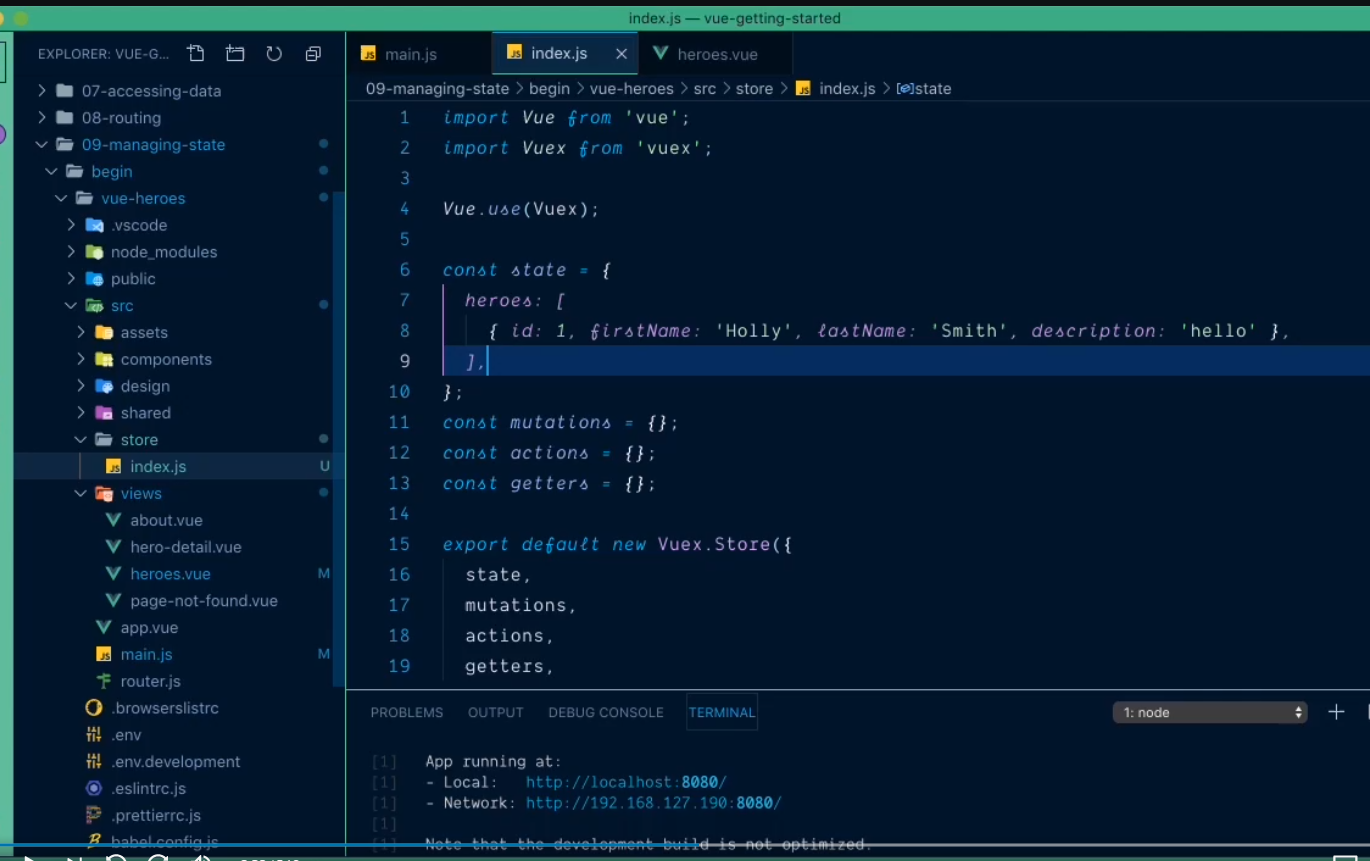 index.js — vue-getting-started
EXPLORER: VUE-G...
07-accessing-data
08-routing
09-managing-state
begin
vue-heroes
.vscode
node_modules
public
src
assets
components
design
shared
store
index.js U
views
about.vue
hero-detail.vue
heroes.vue M
page-not-found.vue
app.vue
main.js M
router.js
.browserslistrc
.env
.env.development
.eslintrc.js
.prettierrc.js
babel.config.js
main.js index.js × heroes.vue
09-managing-state > begin > vue-heroes > src > store > index.js > state
1 import Vue from 'vue';
2 import Vuex from 'vuex';
3
4 Vue.use(Vuex);
5
6 const state = {
7 heroes: [
8 { id: 1, firstName: 'Holly', lastName: 'Smith', description: 'hello' },
9 ],
10 };
11 const mutations = {};
12 const actions = {};
13 const getters = {};
14
15 export default new Vuex.Store({
16 state,
17 mutations,
18 actions,
19 getters,
PROBLEMS OUTPUT DEBUG CONSOLE TERMINAL 1: node
[1] App running at:
[1] - Local: http://localhost:8080/
[1] - Network: http://192.168.127.190:8080/
[1]
[1] Note that the development build is not optimized.